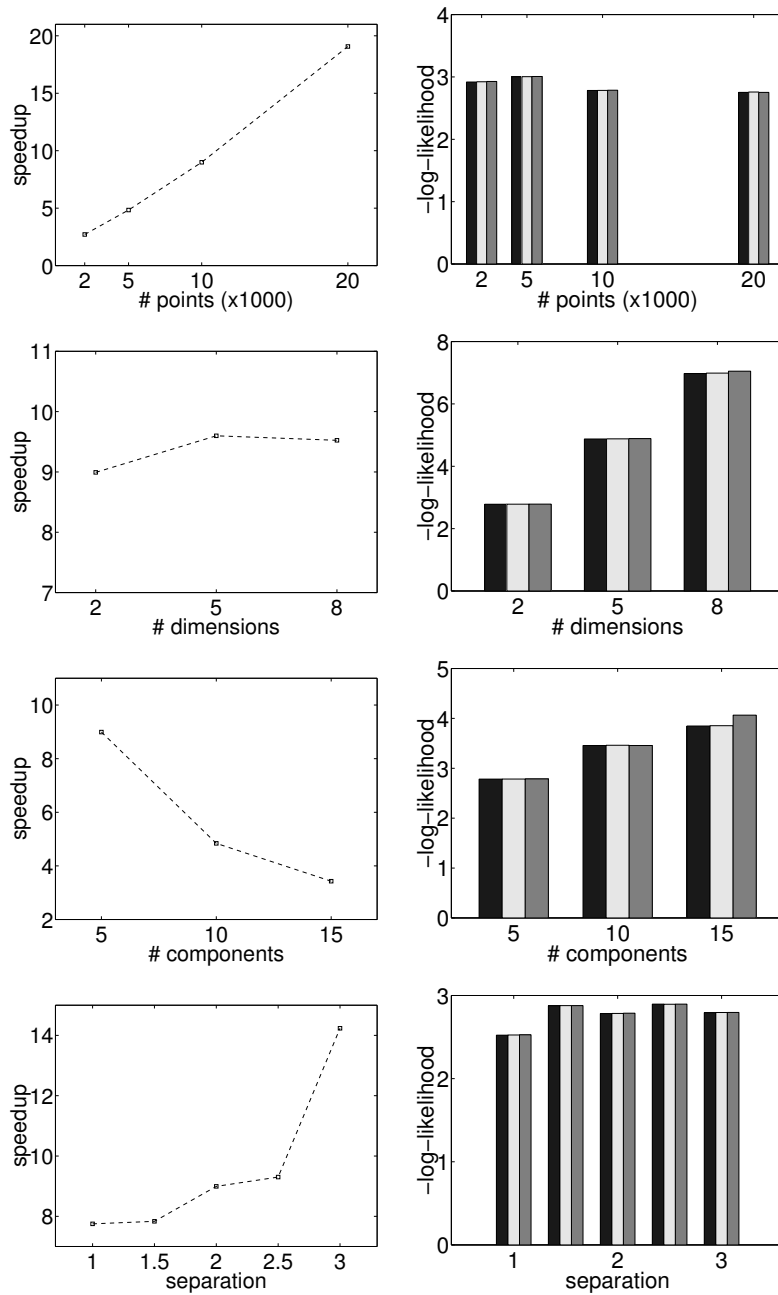 speedup
20
15
10
5
0
2 5 10 20
# points (x1000)
−log−likelihood
4
3
2
1
0
2 5 10 20
# points (x1000)
speedup
11
10
9
8
7
2 5 8
# dimensions
−log−likelihood
8
6
4
2
0
2 5 8
# dimensions
speedup
10
8
6
4
2
5 10 15
# components
−log−likelihood
5
4
3
2
1
0
5 10 15
# components
speedup
14
12
10
8
1 1.5 2 2.5 3
separation
−log−likelihood
3
2
1
0
1 2 3
separation